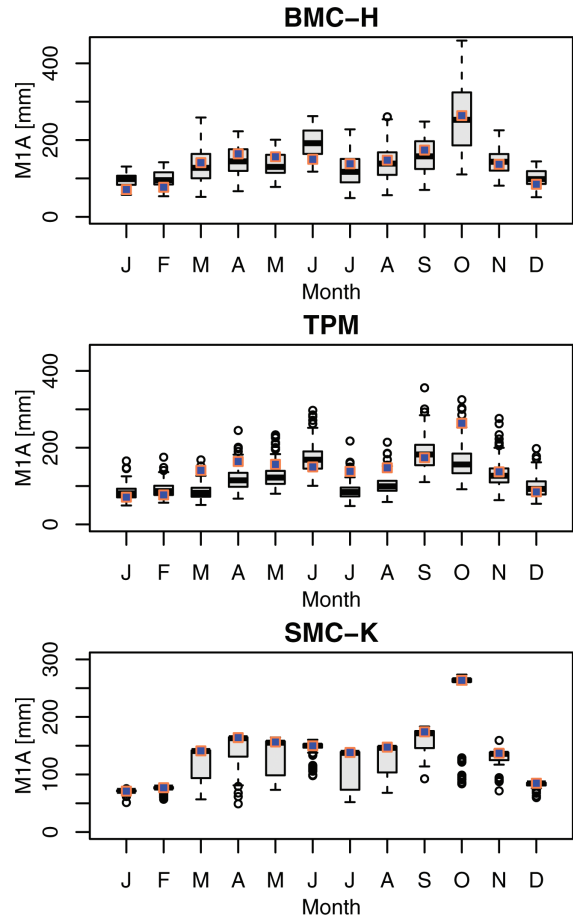 BMC−H
M1A [mm]
0 200 400
J F M A M J J A S O N D
Month
TPM
M1A [mm]
0 200 400
J F M A M J J A S O N D
Month
SMC−K
M1A [mm]
0 100 200 300
J F M A M J J A S O N D
Month